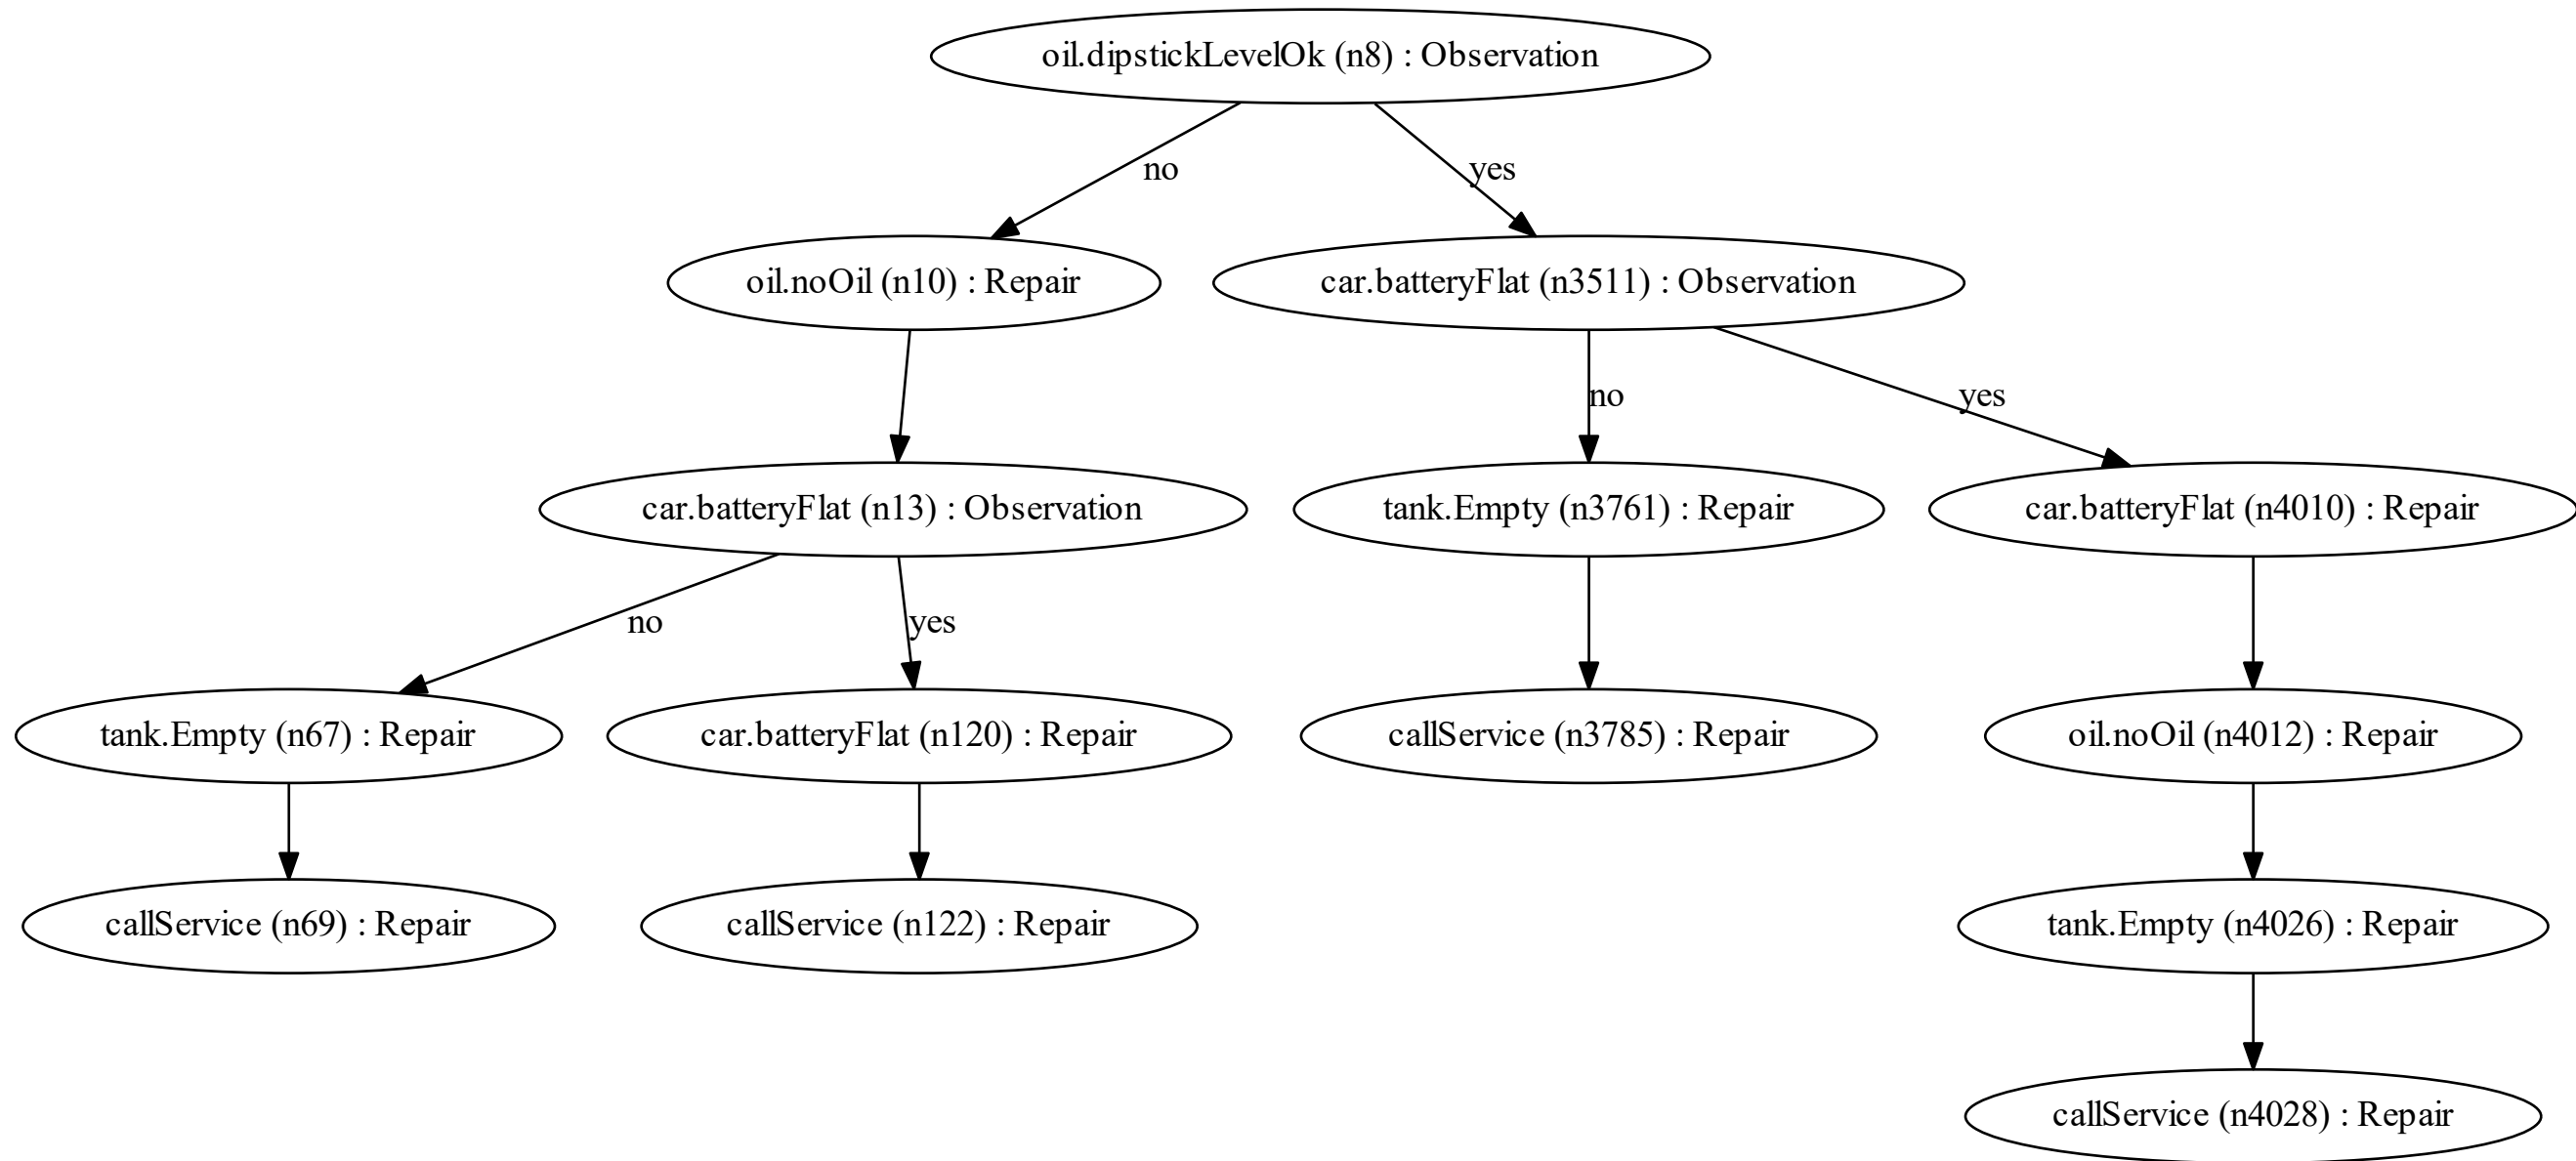 oil.dipstickLevelOk (n8) : Observation
no
yes
oil.noOil (n10) : Repair
car.batteryFlat (n3511) : Observation
no
yes
car.batteryFlat (n13) : Observation
tank.Empty (n3761) : Repair
car.batteryFlat (n4010) : Repair
no
yes
tank.Empty (n67) : Repair
car.batteryFlat (n120) : Repair
callService (n3785) : Repair
oil.noOil (n4012) : Repair
callService (n69) : Repair
callService (n122) : Repair
tank.Empty (n4026) : Repair
callService (n4028) : Repair